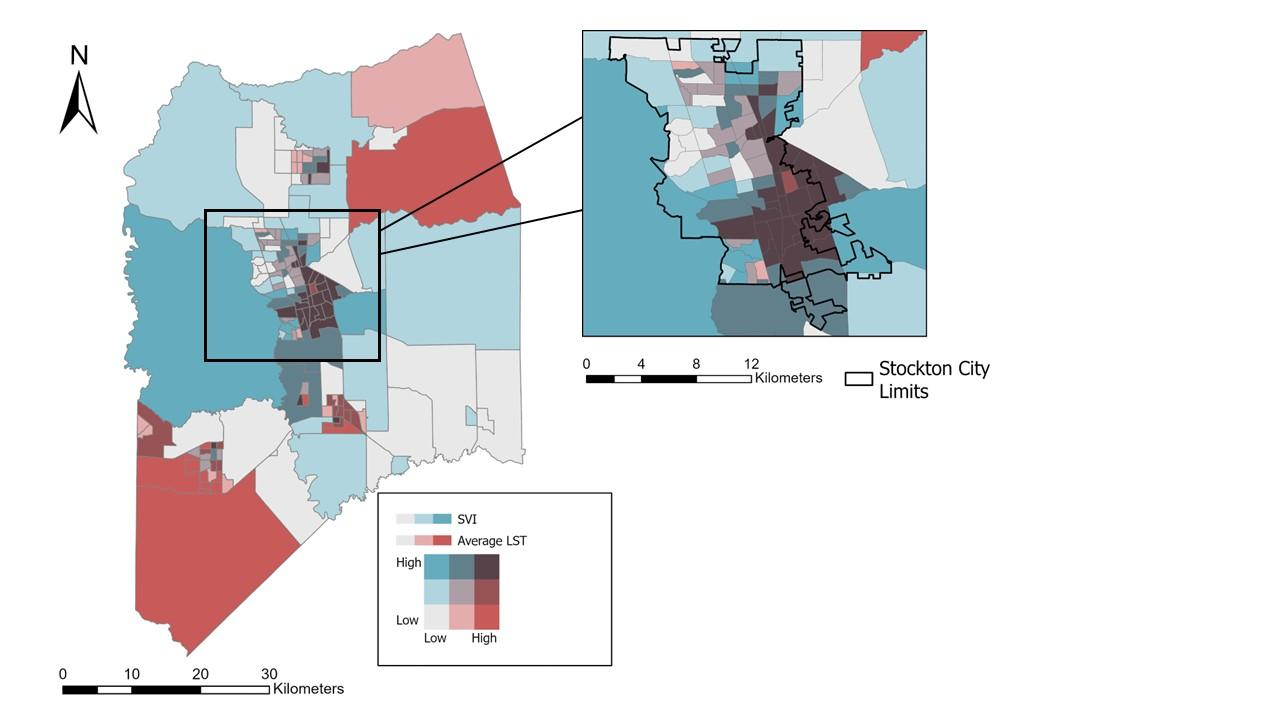 N
0 4 8 12
Kilometers
Stockton City
Limits
SVI
Average LST
High
Low
Low High
0 10 20 30
Kilometers